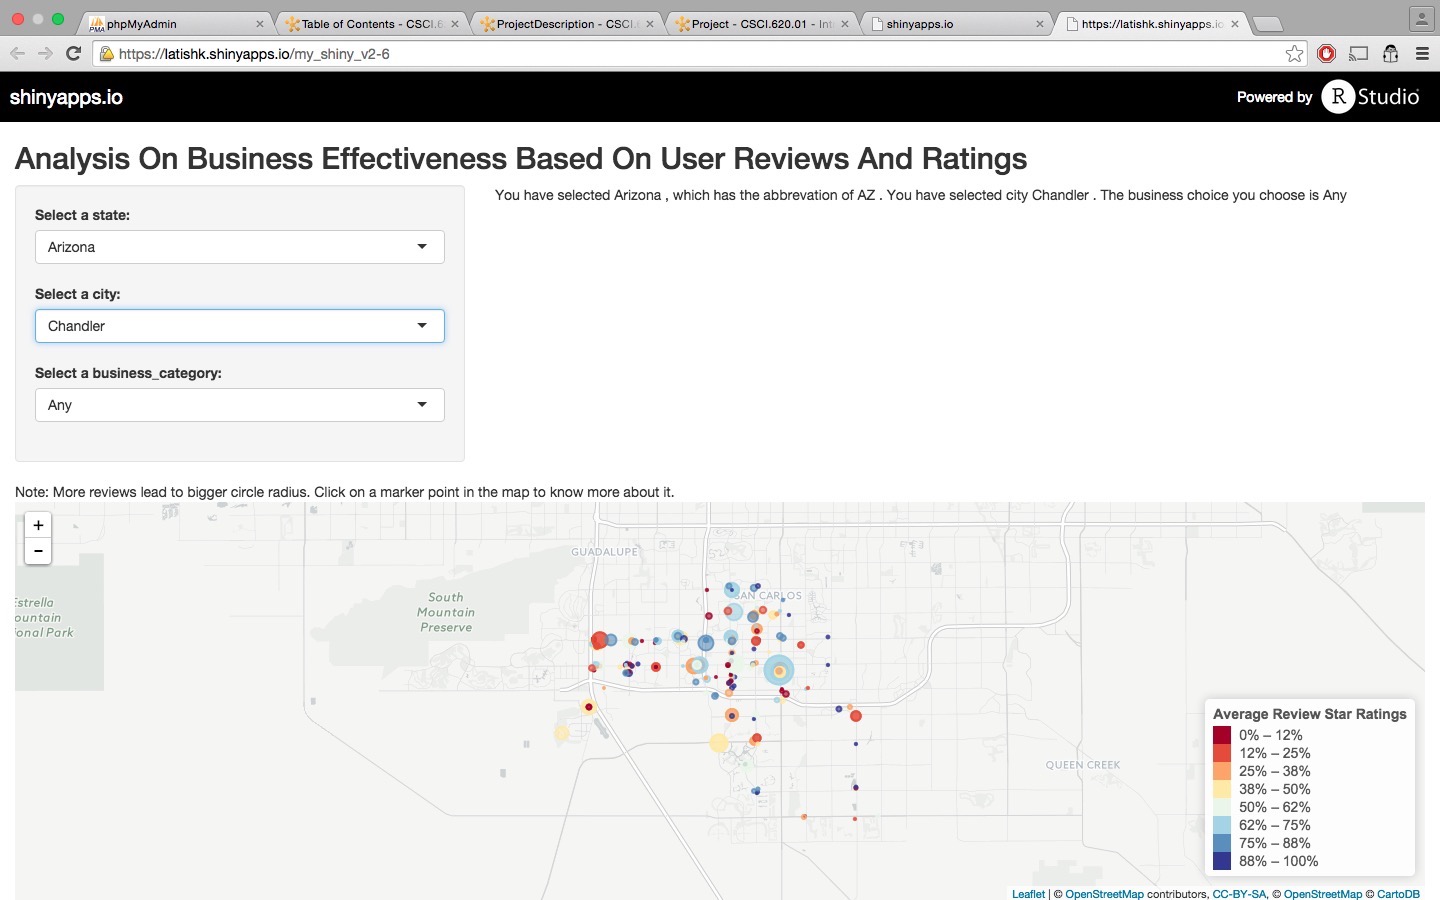 phpMyAdmin
Table of Contents - CSCI.6
ProjectDescription - CSCI.
Project - CSCI.620.01 - Int
shinyapps.io
https://latishk.shinyapps.io
https://latishk.shinyapps.io/my_shiny_v2-6
shinyapps.io
Powered by R Studio
Analysis On Business Effectiveness Based On User Reviews And Ratings
You have selected Arizona , which has the abbrevation of AZ . You have selected city Chandler . The business choice you choose is Any
Select a state:
Arizona
Select a city:
Chandler
Select a business_category:
Any
Note: More reviews lead to bigger circle radius. Click on a marker point in the map to know more about it.
+
-
GUADALUPE
SAN CARLOS
South
Mountain
Preserve
Estrella
ountain
ional Park
QUEEN CREEK
Average Review Star Ratings
0% – 12%
12% – 25%
25% – 38%
38% – 50%
50% – 62%
62% – 75%
75% – 88%
88% – 100%
Leaflet | © OpenStreetMap contributors, CC-BY-SA, © OpenStreetMap © CartoDB